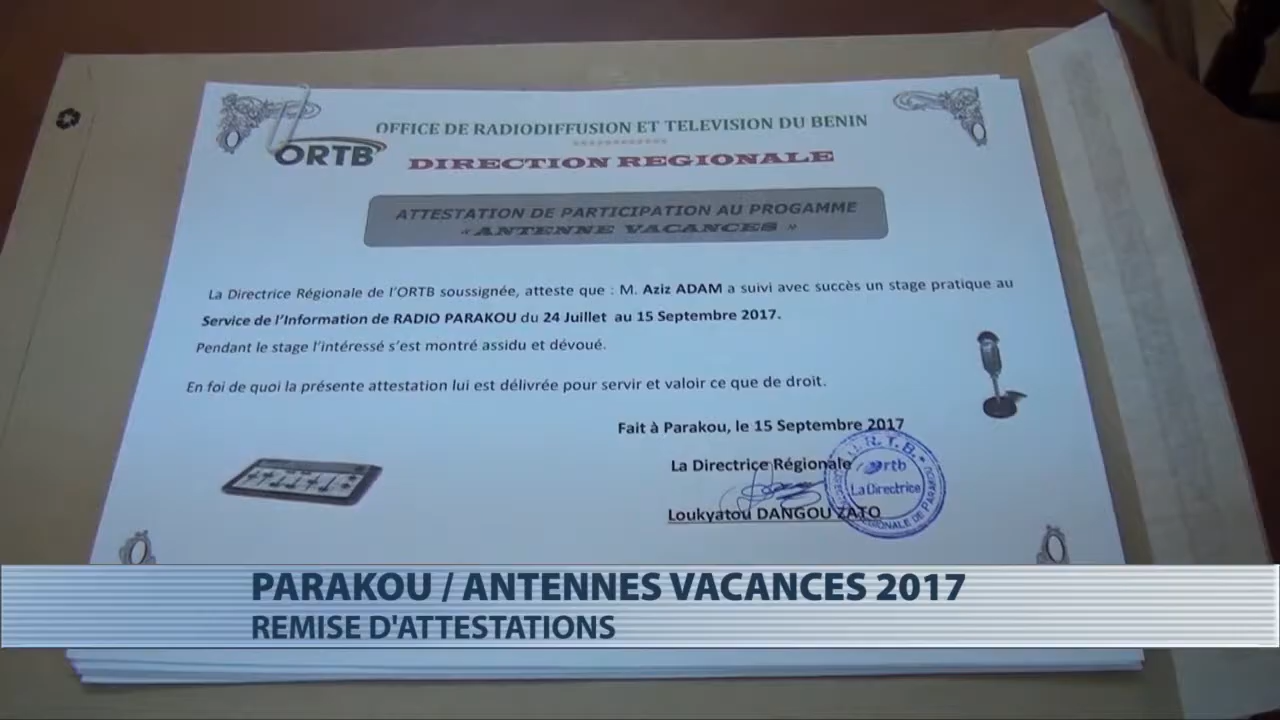 OFFICE DE RADIODIFFUSION ET TELEVISION DU BENIN
ORTB
DIRECTION REGIONALE
ATTESTATION DE PARTICIPATION AU PROGAMME
« ANTENNE VACANCES »
La Directrice Régionale de l'ORTB soussignée, atteste que : M. Aziz ADAM a suivi avec succès un stage pratique au
Service de l'Information de RADIO PARAKOU du 24 Juillet au 15 Septembre 2017.
Pendant le stage l'intéressé s'est montré assidu et dévoué.
En foi de quoi la présente attestation lui est délivrée pour servir et valoir ce que de droit.
Fait à Parakou, le 15 Septembre 2017
La Directrice Régionale
Loukyatou DANGOU ZATO
R. T. B.
Ortb
La Directrice
REGIONALE DE PARAKOU
PARAKOU / ANTENNES VACANCES 2017
REMISE D'ATTESTATIONS